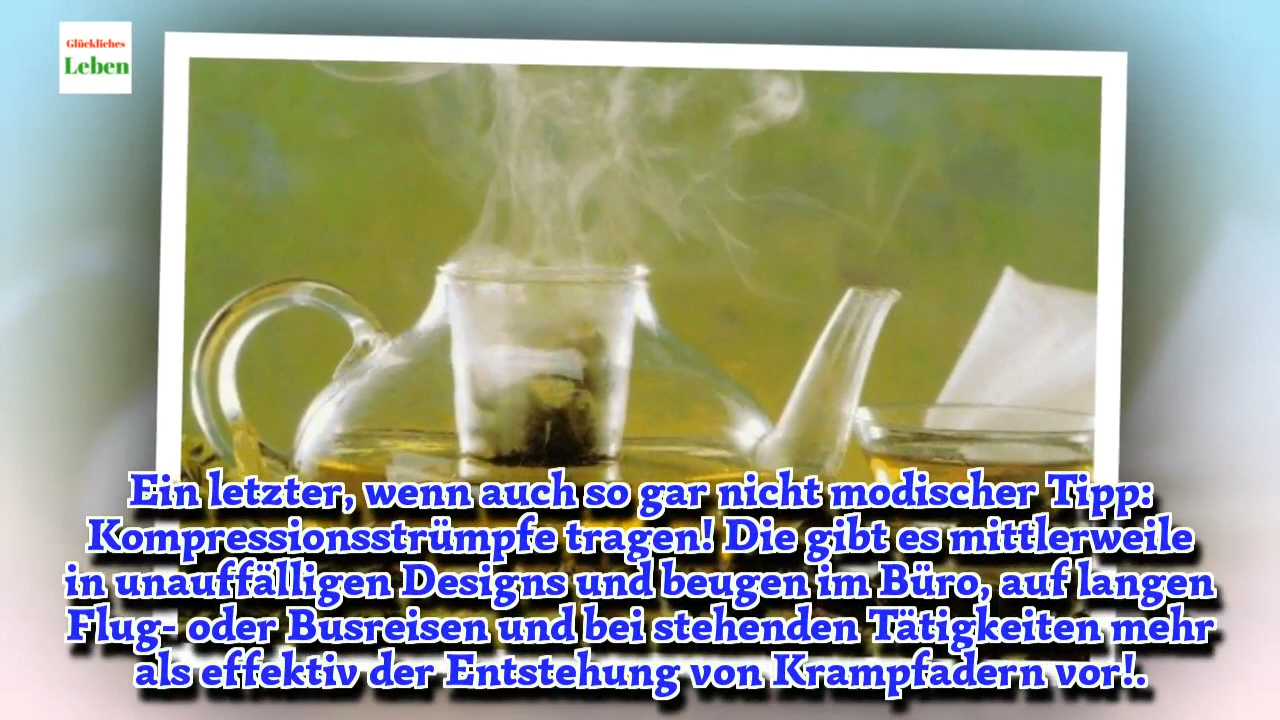 Glückliches
Leben
Ein letzter, wenn auch so gar nicht modischer Tipp:
Kompressionsstrümpfe tragen! Die gibt es mittlerweile
in unauffälligen Designs und beugen im Büro, auf langen
Flug- oder Busreisen und bei stehenden Tätigkeiten mehr
als effektiv der Entstehung von Krampfadern vor!.